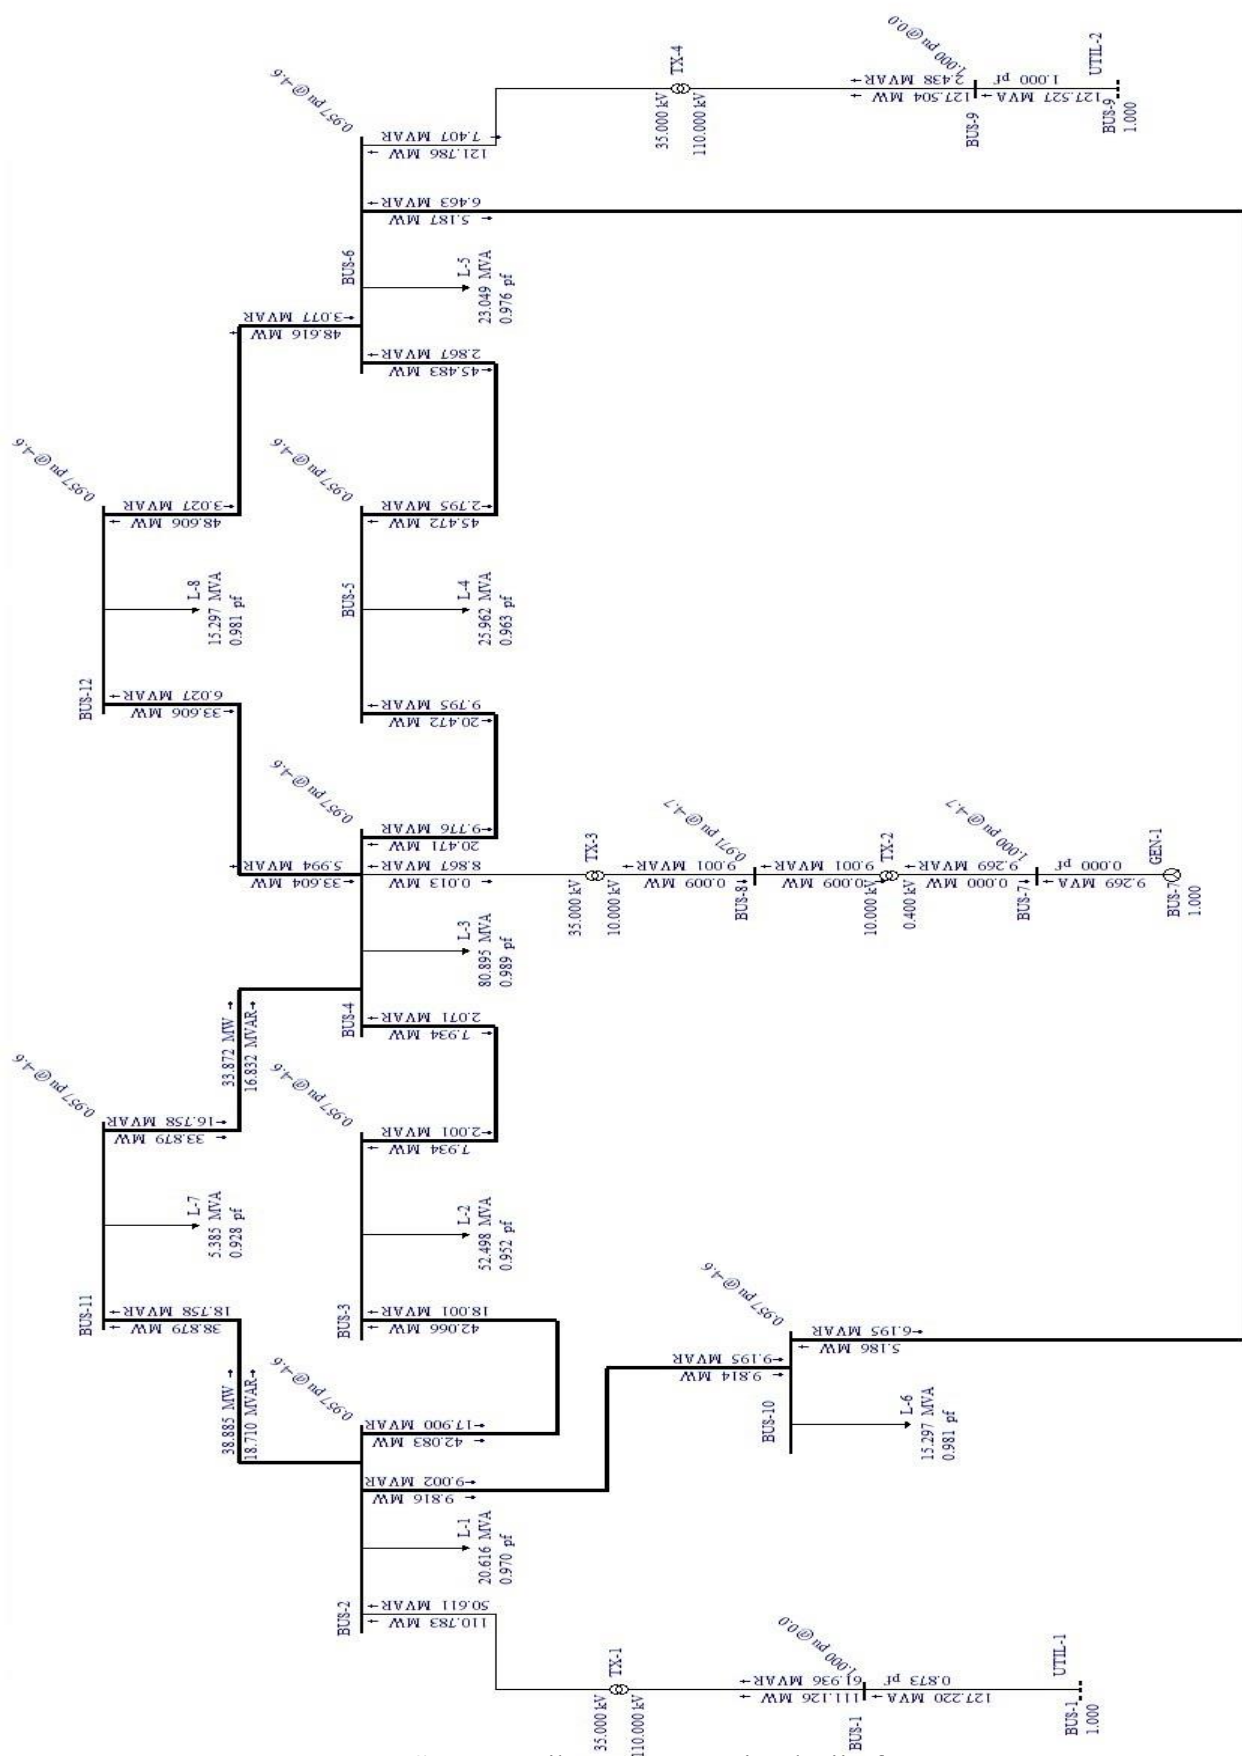 BUS-2
0.957 pu @-4.6
110.783 MW
50.611 MVAR
L-1
20.616 MVA
0.970 pf
9.816 MW
9.002 MVAR
42.083 MW
17.900 MVAR
38.885 MW
18.710 MVAR
TX-1
35.000 kV
110.000 kV
111.126 MW
61.936 MVAR
1.000 pu @0.0
BUS-1
127.220 MVA
0.873 pf
UTIL-1
BUS-1
1.000
BUS-11
0.957 pu @-4.6
38.879 MW
18.758 MVAR
L-7
5.385 MVA
0.928 pf
33.879 MW
16.758 MVAR
33.872 MW
16.832 MVAR
BUS-3
0.957 pu @-4.6
42.066 MW
18.001 MVAR
L-2
52.498 MVA
0.952 pf
7.934 MW
2.001 MVAR
BUS-10
0.957 pu @-4.6
9.814 MW
9.195 MVAR
L-6
15.297 MVA
0.981 pf
5.186 MW
6.195 MVAR
BUS-4
0.957 pu @-4.6
7.934 MW
2.071 MVAR
L-3
80.895 MVA
0.989 pf
33.604 MW
5.994 MVAR
0.013 MW
8.867 MVAR
20.471 MW
9.776 MVAR
TX-3
35.000 kV
10.000 kV
0.009 MW
9.001 MVAR
BUS-8
0.971 pu @-4.7
0.009 MW
9.001 MVAR
TX-2
10.000 kV
0.400 kV
0.000 MW
9.269 MVAR
BUS-7
1.000 pu @-4.7
9.269 MVA
0.000 pf
GEN-1
BUS-7
1.000
BUS-12
0.957 pu @-4.6
33.606 MW
6.027 MVAR
L-8
15.297 MVA
0.981 pf
48.606 MW
3.027 MVAR
BUS-5
0.957 pu @-4.6
20.472 MW
9.795 MVAR
L-4
25.962 MVA
0.963 pf
45.472 MW
2.795 MVAR
BUS-6
0.957 pu @-4.6
45.483 MW
2.867 MVAR
48.616 MW
3.077 MVAR
L-5
23.049 MVA
0.976 pf
5.187 MW
6.463 MVAR
121.786 MW
7.407 MVAR
TX-4
35.000 kV
110.000 kV
127.504 MW
2.438 MVAR
1.000 pu @0.0
BUS-9
127.527 MVA
1.000 pf
UTIL-2
BUS-9
1.000